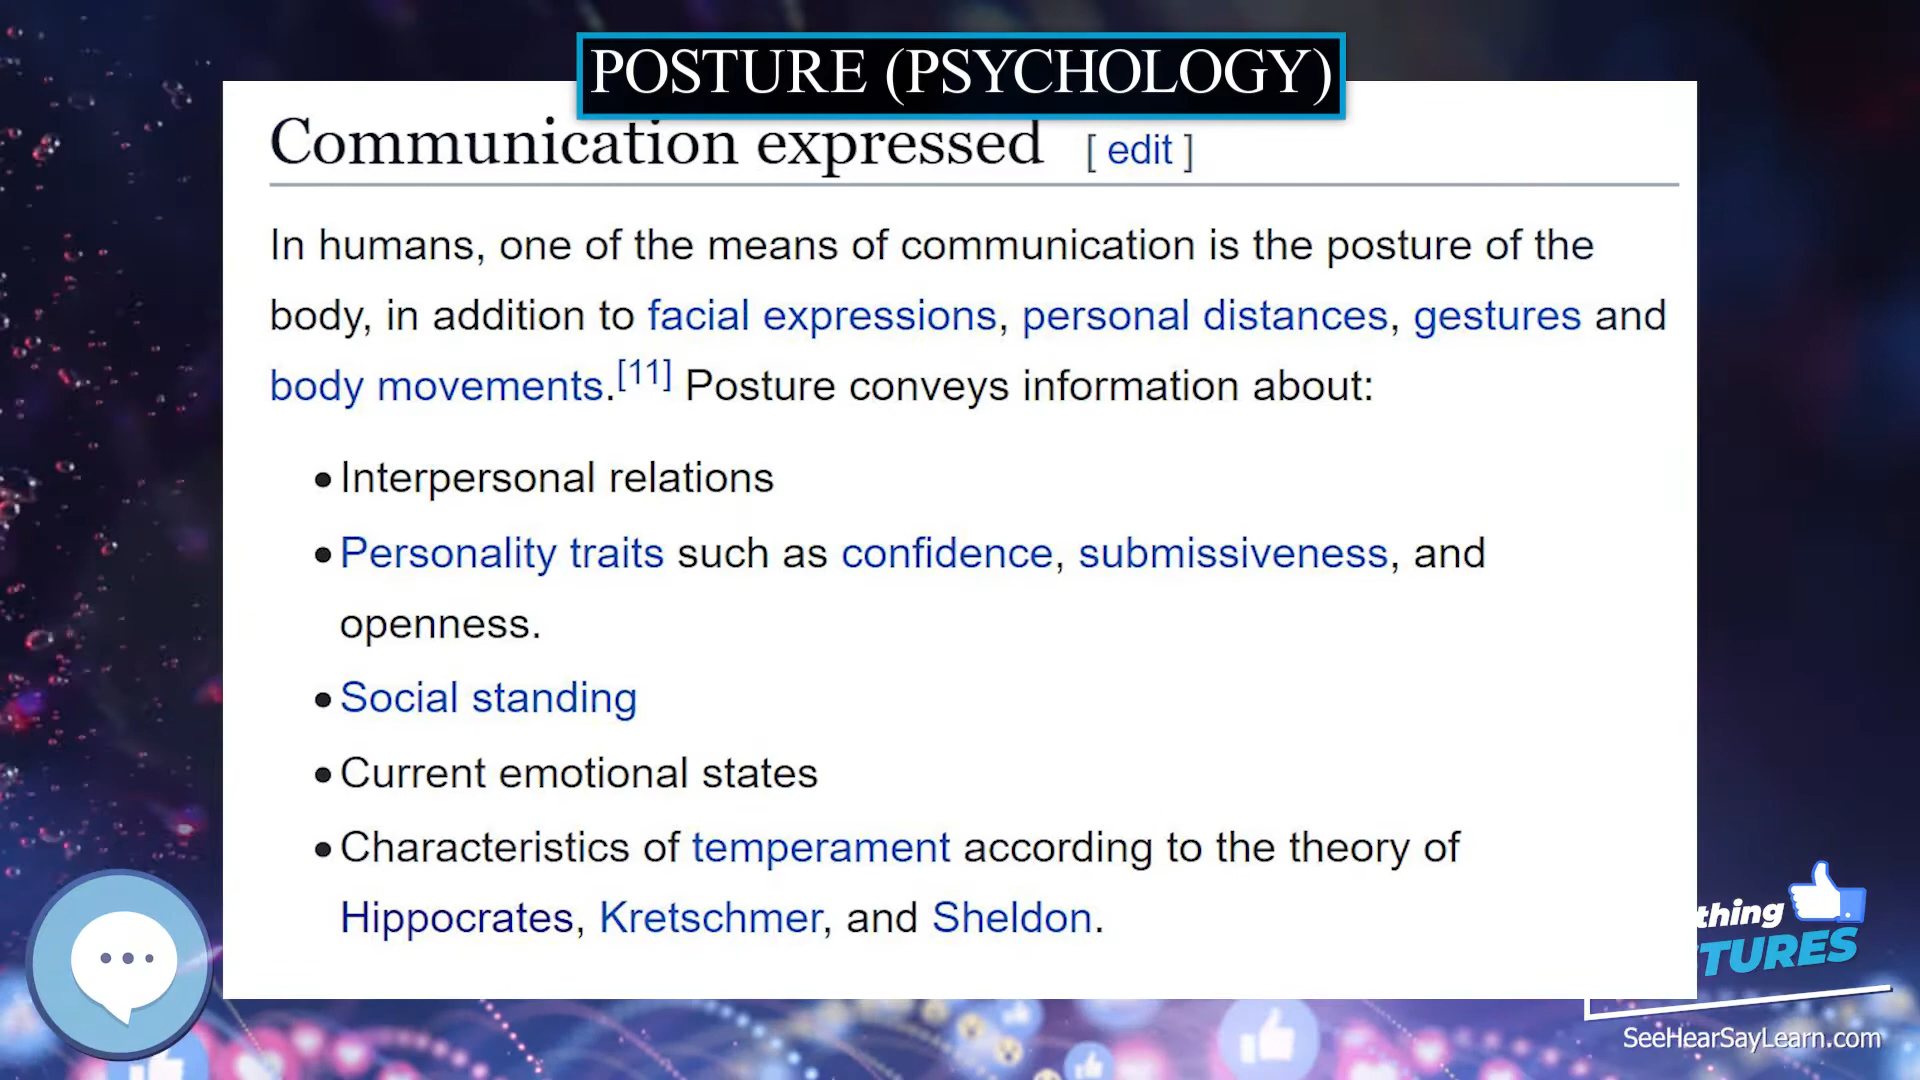 POSTURE (PSYCHOLOGY)
Communication expressed [ edit ]
In humans, one of the means of communication is the posture of the
body, in addition to facial expressions, personal distances, gestures and
body movements.[11] Posture conveys information about:
• Interpersonal relations
• Personality traits such as confidence, submissiveness, and
openness.
• Social standing
• Current emotional states
• Characteristics of temperament according to the theory of
Hippocrates, Kretschmer, and Sheldon.
thing
TURES
SeeHearSayLearn.com